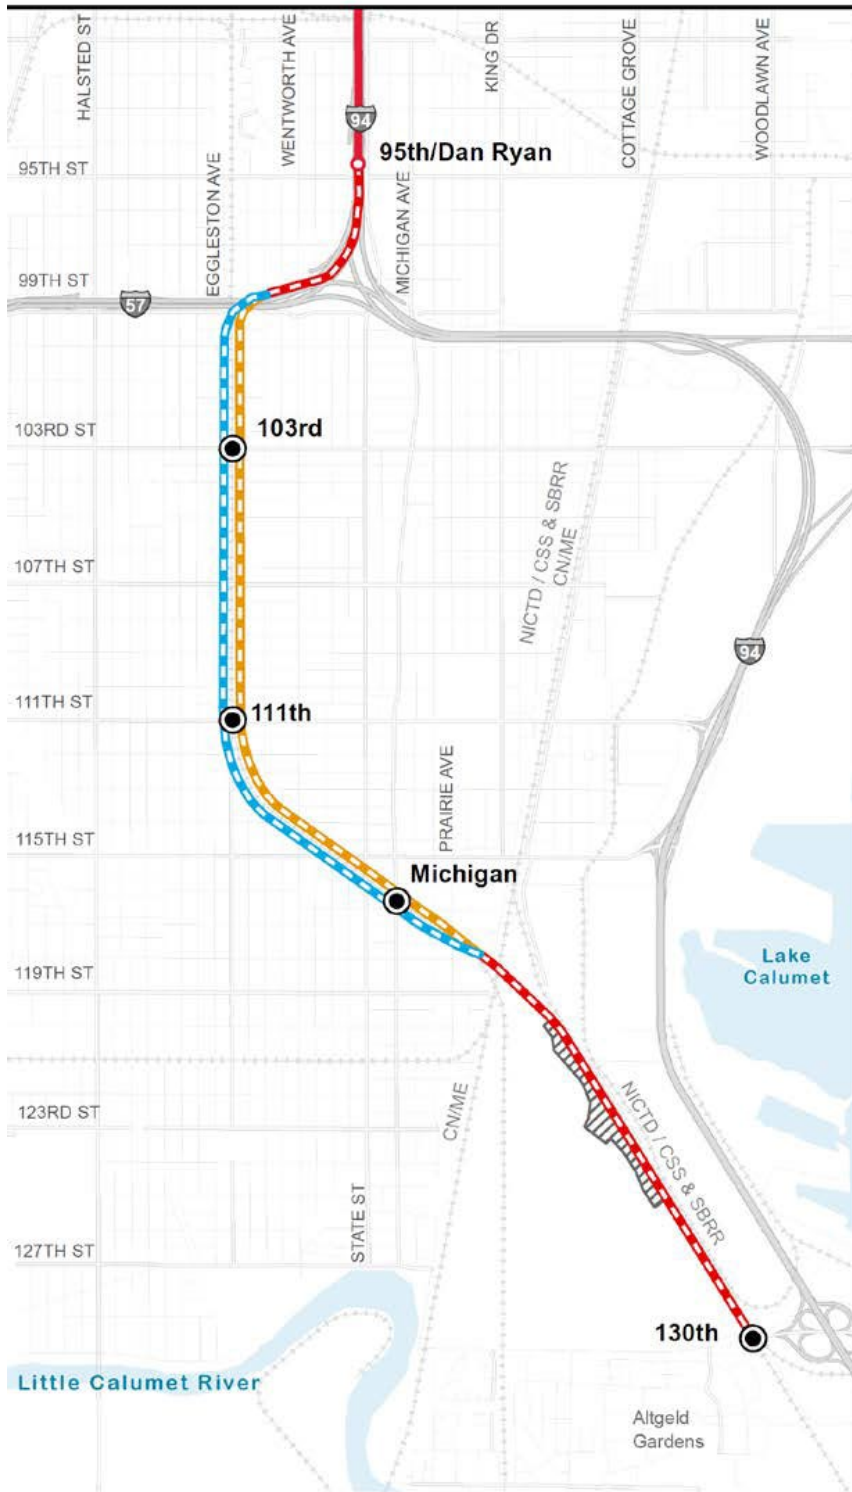 HALSTED ST
WENTWORTH AVE
KING DR
COTTAGE GROVE
WOODLAWN AVE
94
95th/Dan Ryan
95TH ST
EGGLESTON AVE
MICHIGAN AVE
99TH ST
57
103RD ST
103rd
NICTD / CSS & SBRR
CN/ME
107TH ST
94
111TH ST
111th
PRAIRIE AVE
115TH ST
Michigan
Lake
Calumet
119TH ST
123RD ST
CN/ME
NICTD / CSS & SBRR
STATE ST
127TH ST
130th
Little Calumet River
Altgeld
Gardens